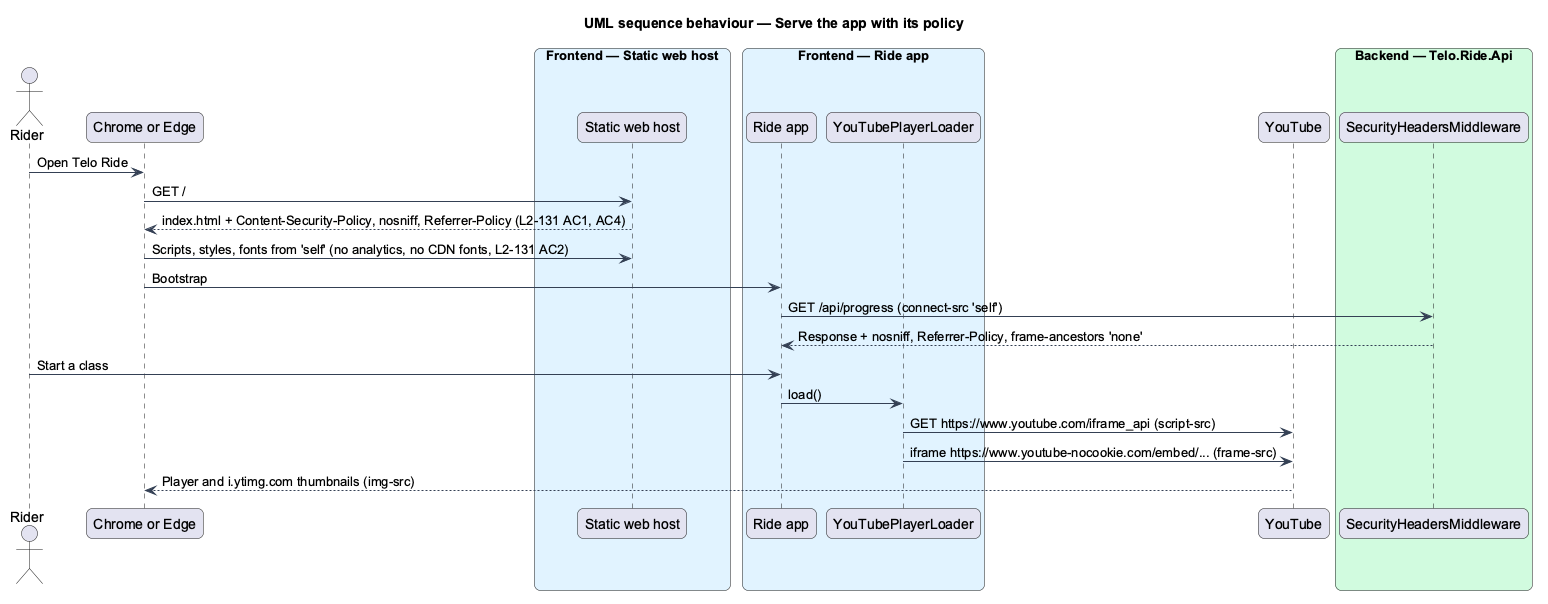 UML sequence behaviour — Serve the app with its policy
Frontend — Static web host
Frontend — Ride app
Backend — Telo.Ride.Api
Rider
Chrome or Edge
Static web host
Ride app
YouTubePlayerLoader
YouTube
SecurityHeadersMiddleware
Open Telo Ride
GET /
index.html + Content-Security-Policy, nosniff, Referrer-Policy (L2-131 AC1, AC4)
Scripts, styles, fonts from 'self' (no analytics, no CDN fonts, L2-131 AC2)
Bootstrap
GET /api/progress (connect-src 'self')
Response + nosniff, Referrer-Policy, frame-ancestors 'none'
Start a class
load()
GET https://www.youtube.com/iframe_api (script-src)
iframe https://www.youtube-nocookie.com/embed/... (frame-src)
Player and i.ytimg.com thumbnails (img-src)
Rider
Chrome or Edge
Static web host
Ride app
YouTubePlayerLoader
YouTube
SecurityHeadersMiddleware